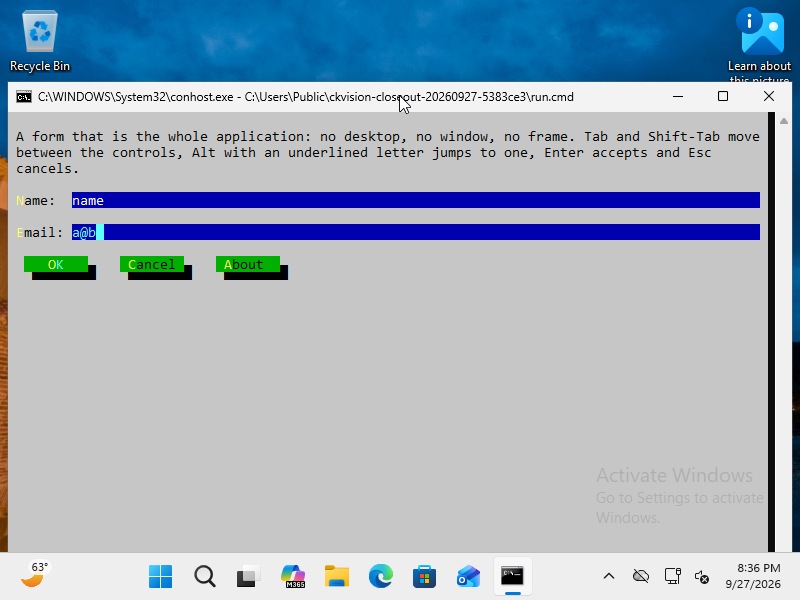 Recycle Bin
Learn about
this picture
C:\WINDOWS\System32\conhost.exe - C:\Users\Public\ckvision-closeout-20260927-5383ce3\run.cmd
A form that is the whole application: no desktop, no window, no frame. Tab and Shift-Tab move
between the controls, Alt with an underlined letter jumps to one, Enter accepts and Esc
cancels.
Name: name
Email: a@b
OK Cancel About
Activate Windows
Go to Settings to activate
Windows.
63°
M365
8:36 PM
9/27/2026